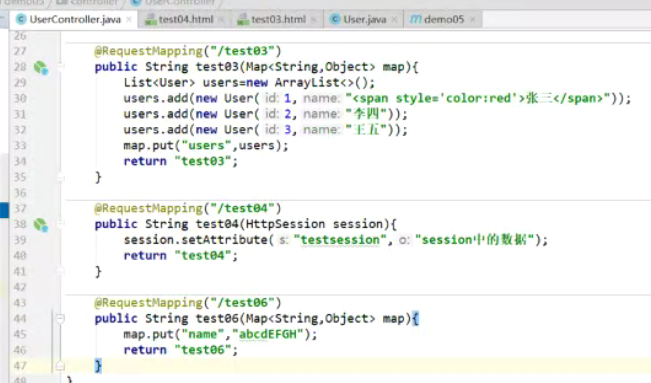 demo05 controller UserController
UserController.java test04.html test03.html User.java demo05
26
27 @RequestMapping("/test03")
28 public String test03(Map<String,Object> map){
29 List<User> users=new ArrayList<>();
30 users.add(new User( id: 1, name: "<span style='color:red'>张三</span>"));
31 users.add(new User( id: 2, name: "李四"));
32 users.add(new User( id: 3, name: "王五"));
33 map.put("users",users);
34 return "test03";
35 }
36
37 @RequestMapping("/test04")
38 public String test04(HttpSession session){
39 session.setAttribute( s: "testsession", o: "session中的数据");
40 return "test04";
41 }
42
43 @RequestMapping("/test06")
44 public String test06(Map<String,Object> map){
45 map.put("name","abcdEFGH");
46 return "test06";
47 }
48 }